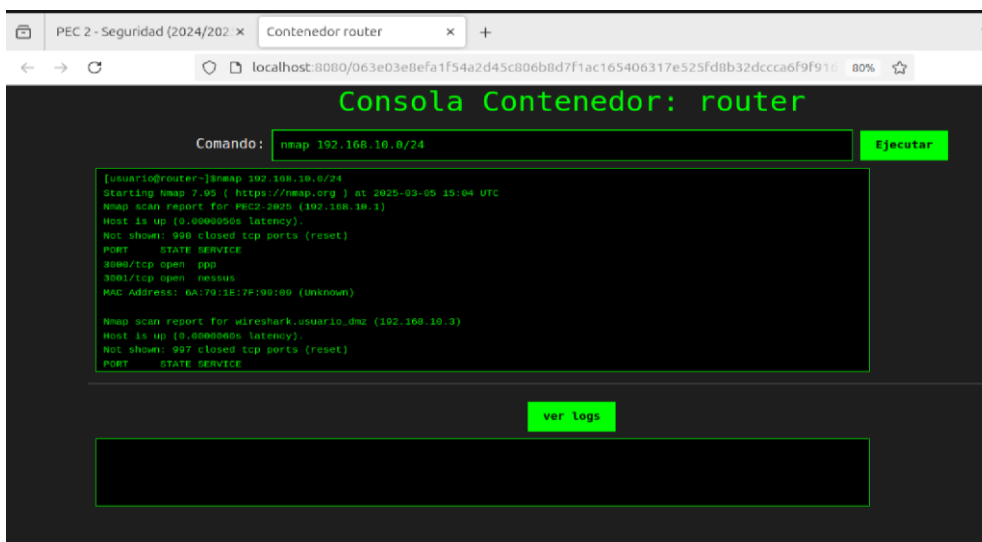 PEC 2 - Seguridad (2024/202
Contenedor router
localhost:8080/063e03e8efa1f54a2d45c806b8d7f1ac165406317e525fd8b32dccca6f9f916
80%
Consola Contenedor: router
Comando: nmap 192.168.10.0/24 Ejecutar
[usuario@router~]$nmap 192.168.10.0/24
Starting Nmap 7.95 ( https://nmap.org ) at 2025-03-05 15:04 UTC
Nmap scan report for PEC2-2025 (192.168.10.1)
Host is up (0.0000050s latency).
Not shown: 998 closed tcp ports (reset)
PORT STATE SERVICE
3000/tcp open ppp
3001/tcp open nessus
MAC Address: 6A:79:1E:7F:99:09 (Unknown)
Nmap scan report for wireshark.usuario_dmz (192.168.10.3)
Host is up (0.0000060s latency).
Not shown: 997 closed tcp ports (reset)
PORT STATE SERVICE
ver logs